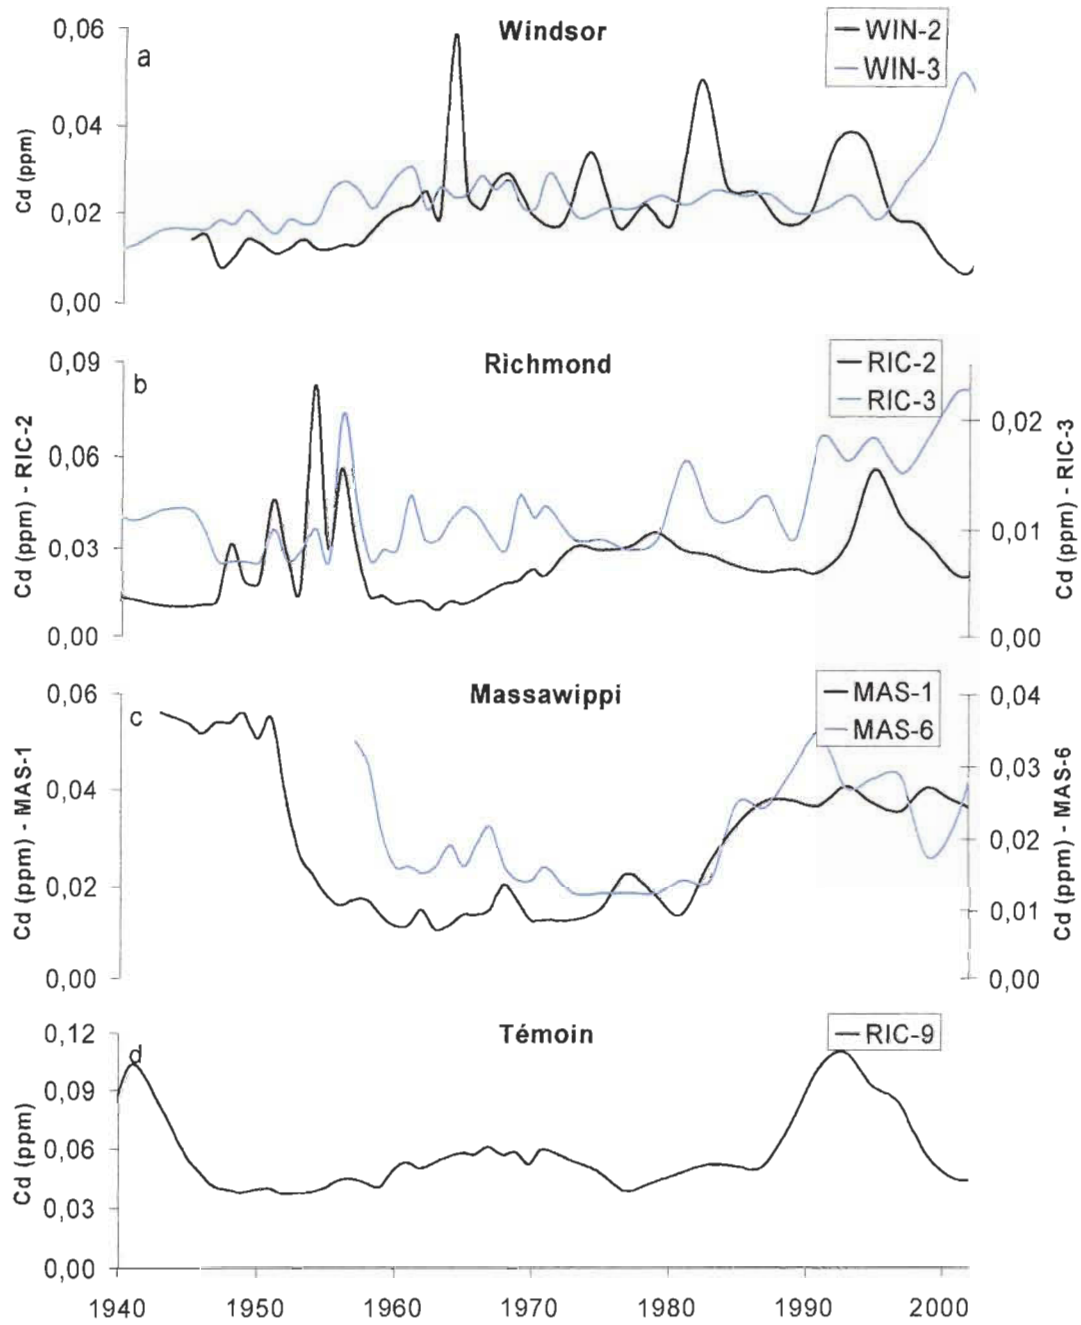 Windsor
a
WIN-2
WIN-3
Cd (ppm)
0,06
0,04
0,02
0,00
Richmond
b
RIC-2
RIC-3
Cd (ppm) - RIC-2
0,09
0,06
0,03
0,00
0,02
0,01
0,00
Cd (ppm) - RIC-3
Massawippi
c
MAS-1
MAS-6
Cd (ppm) - MAS-1
0,06
0,04
0,02
0,00
0,04
0,03
0,02
0,01
0,00
Cd (ppm) - MAS-6
Témoin
d
RIC-9
Cd (ppm)
0,12
0,09
0,06
0,03
0,00
1940 1950 1960 1970 1980 1990 2000